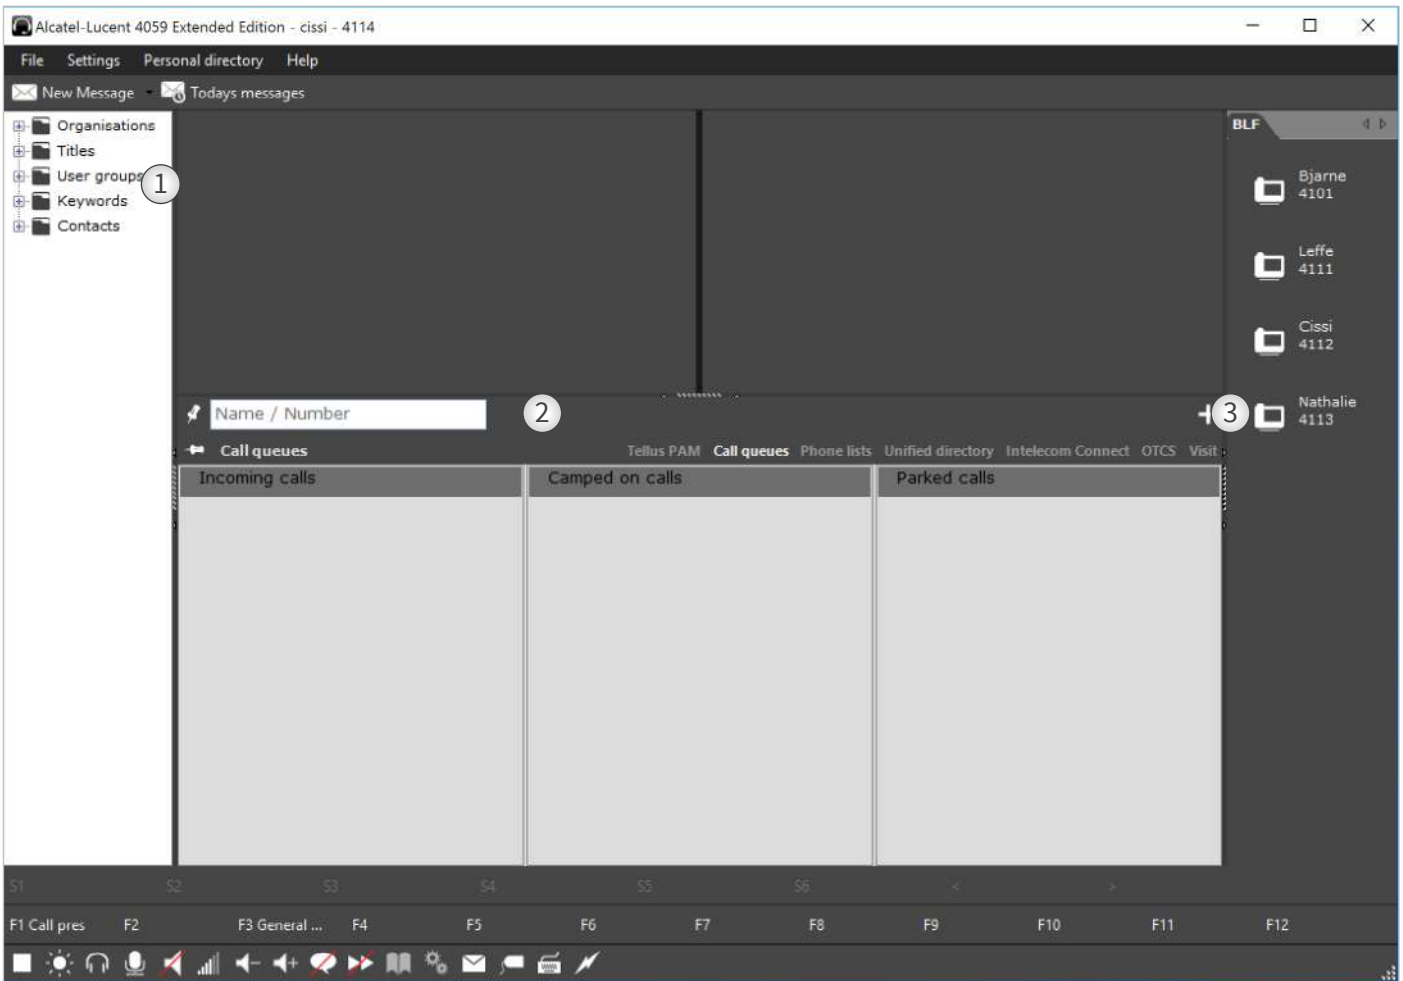 Alcatel-Lucent 4059 Extended Edition - cissi - 4114
File Settings Personal directory Help
New Message Todays messages
Organisations
Titles
User groups
Keywords
Contacts
1
BLF
Bjarne
4101
Leffe
4111
Cissi
4112
Nathalie
4113
Name / Number
2
3
Call queues Tellus PAM Call queues Phone lists Unified directory Intelecom Connect OTCS Visit
Incoming calls Camped on calls Parked calls
S1 S2 S3 S4 S5 S6 < >
F1 Call pres F2 F3 General ... F4 F5 F6 F7 F8 F9 F10 F11 F12